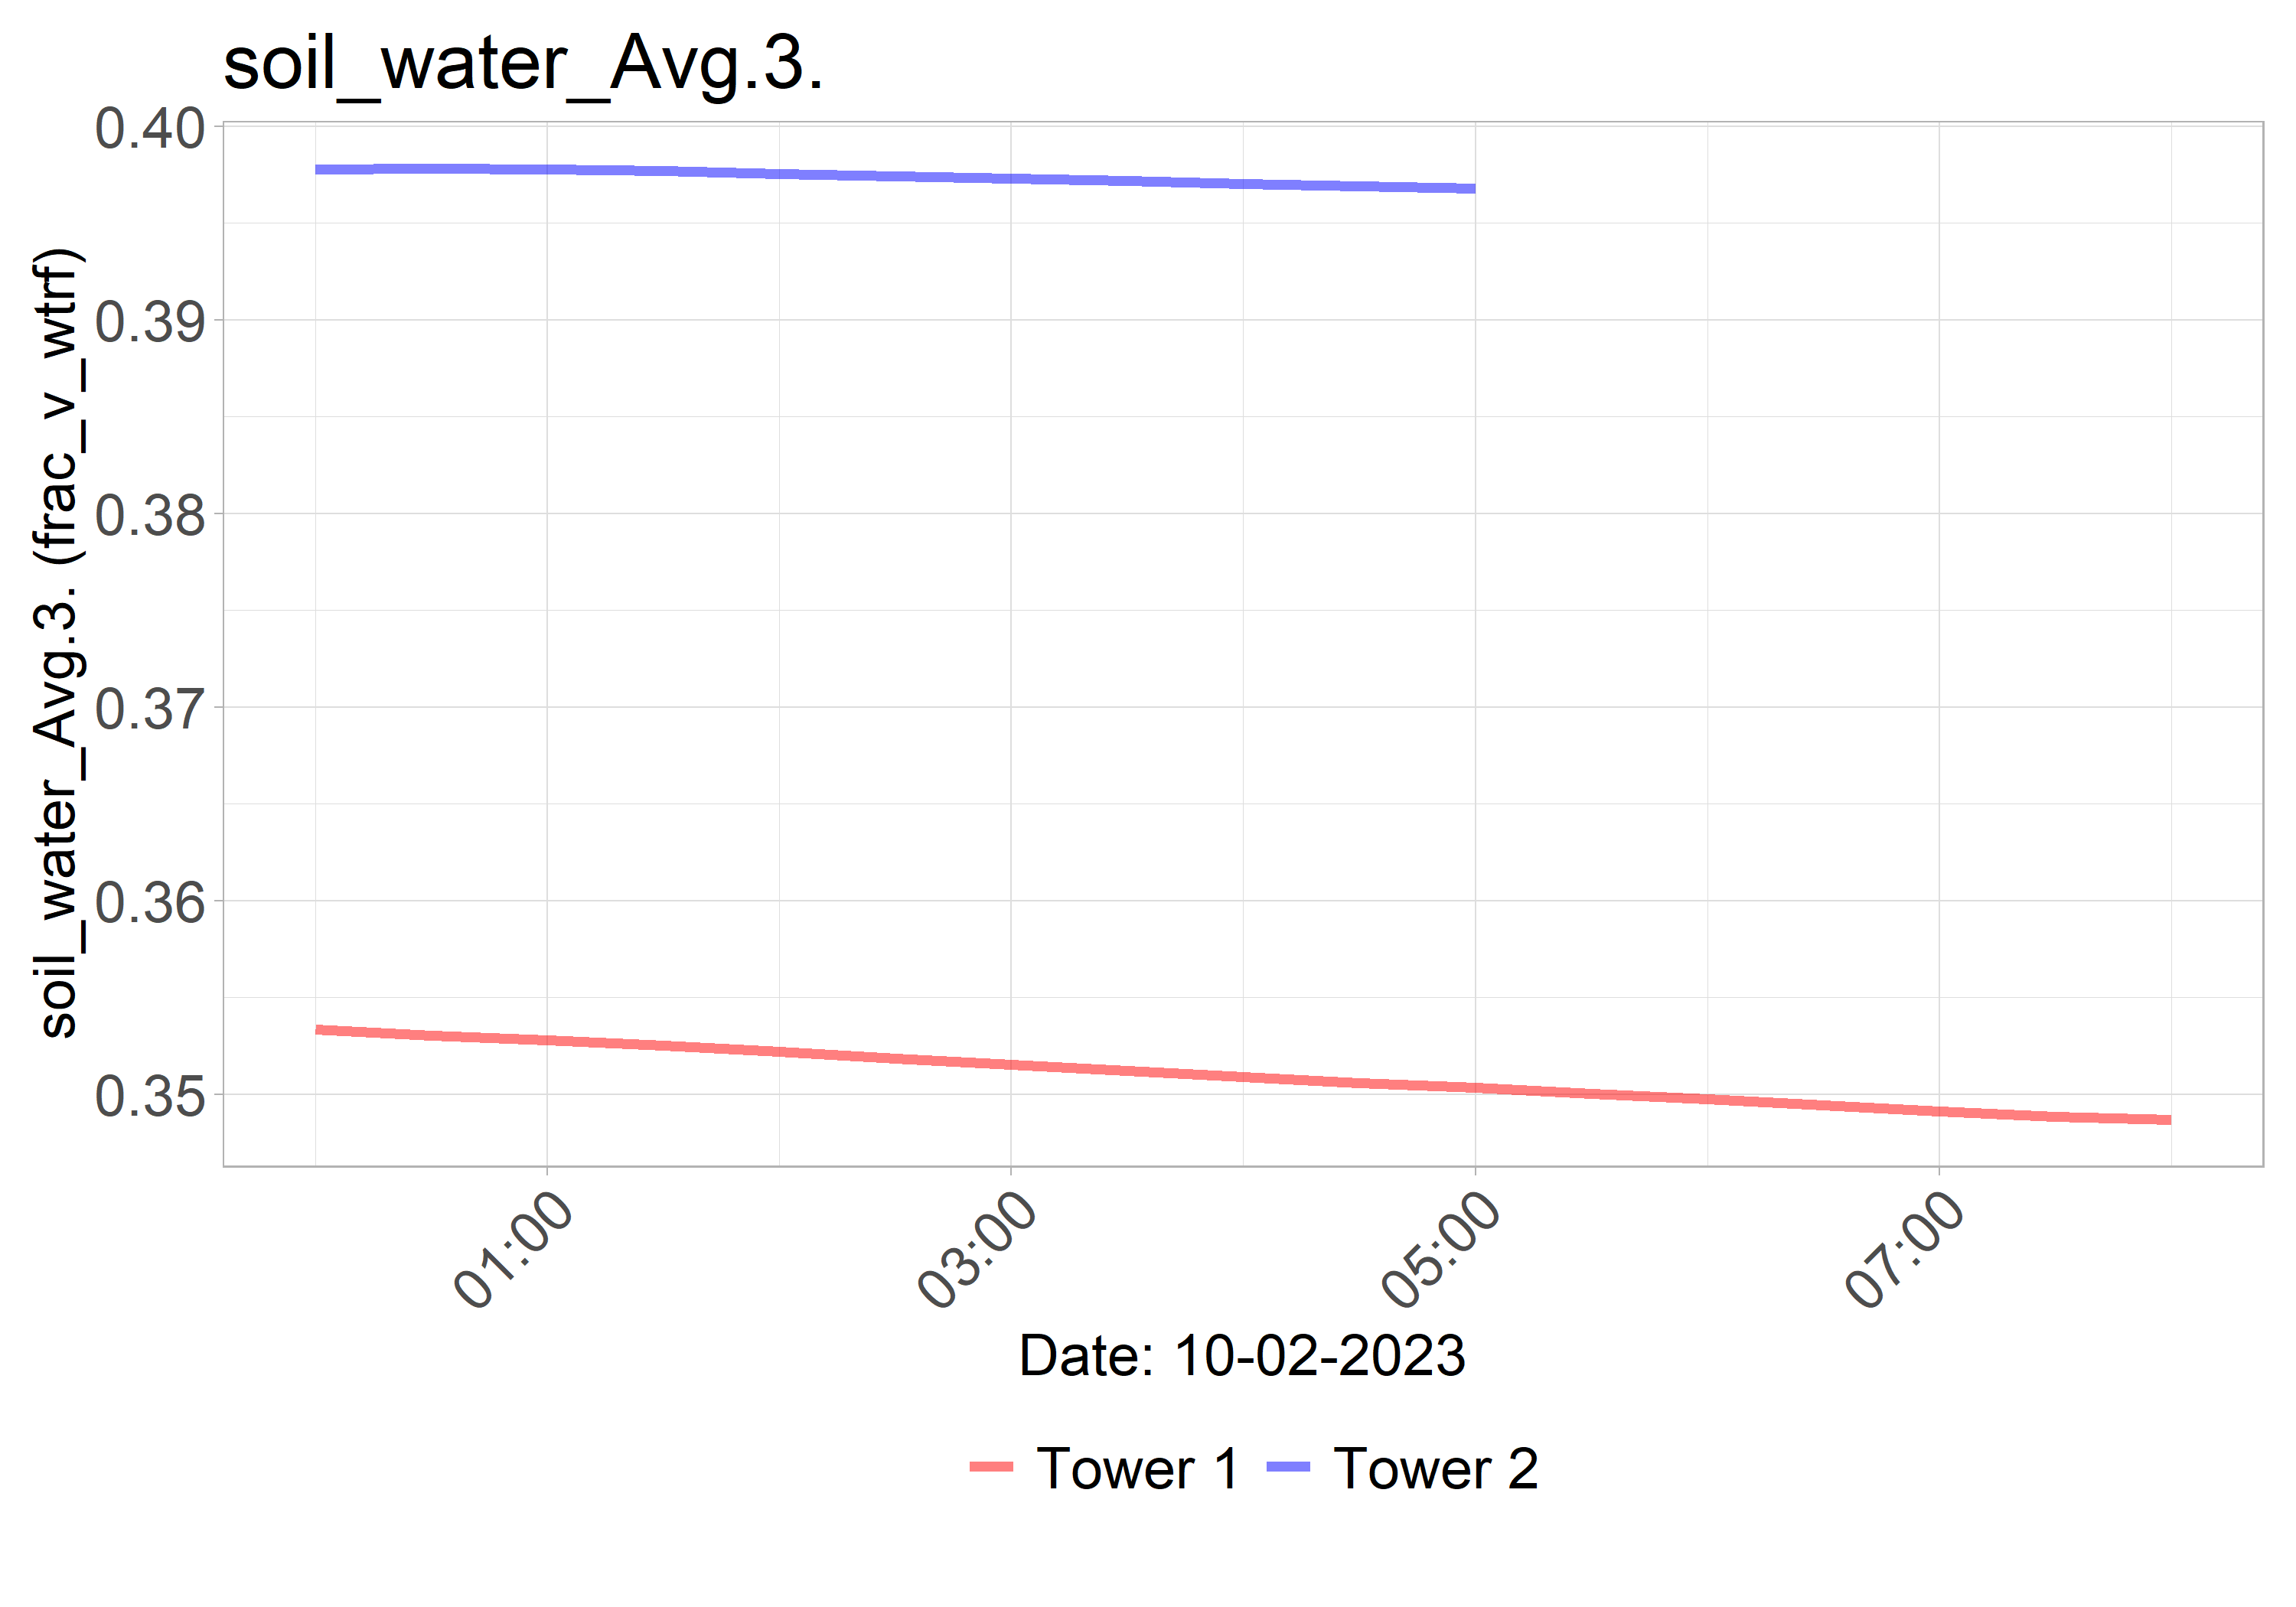 soil_water_Avg.3.
soil_water_Avg.3. (frac_v_wtrf)
0.40
0.39
0.38
0.37
0.36
0.35
01:00
03:00
05:00
07:00
Date: 10-02-2023
Tower 1 Tower 2